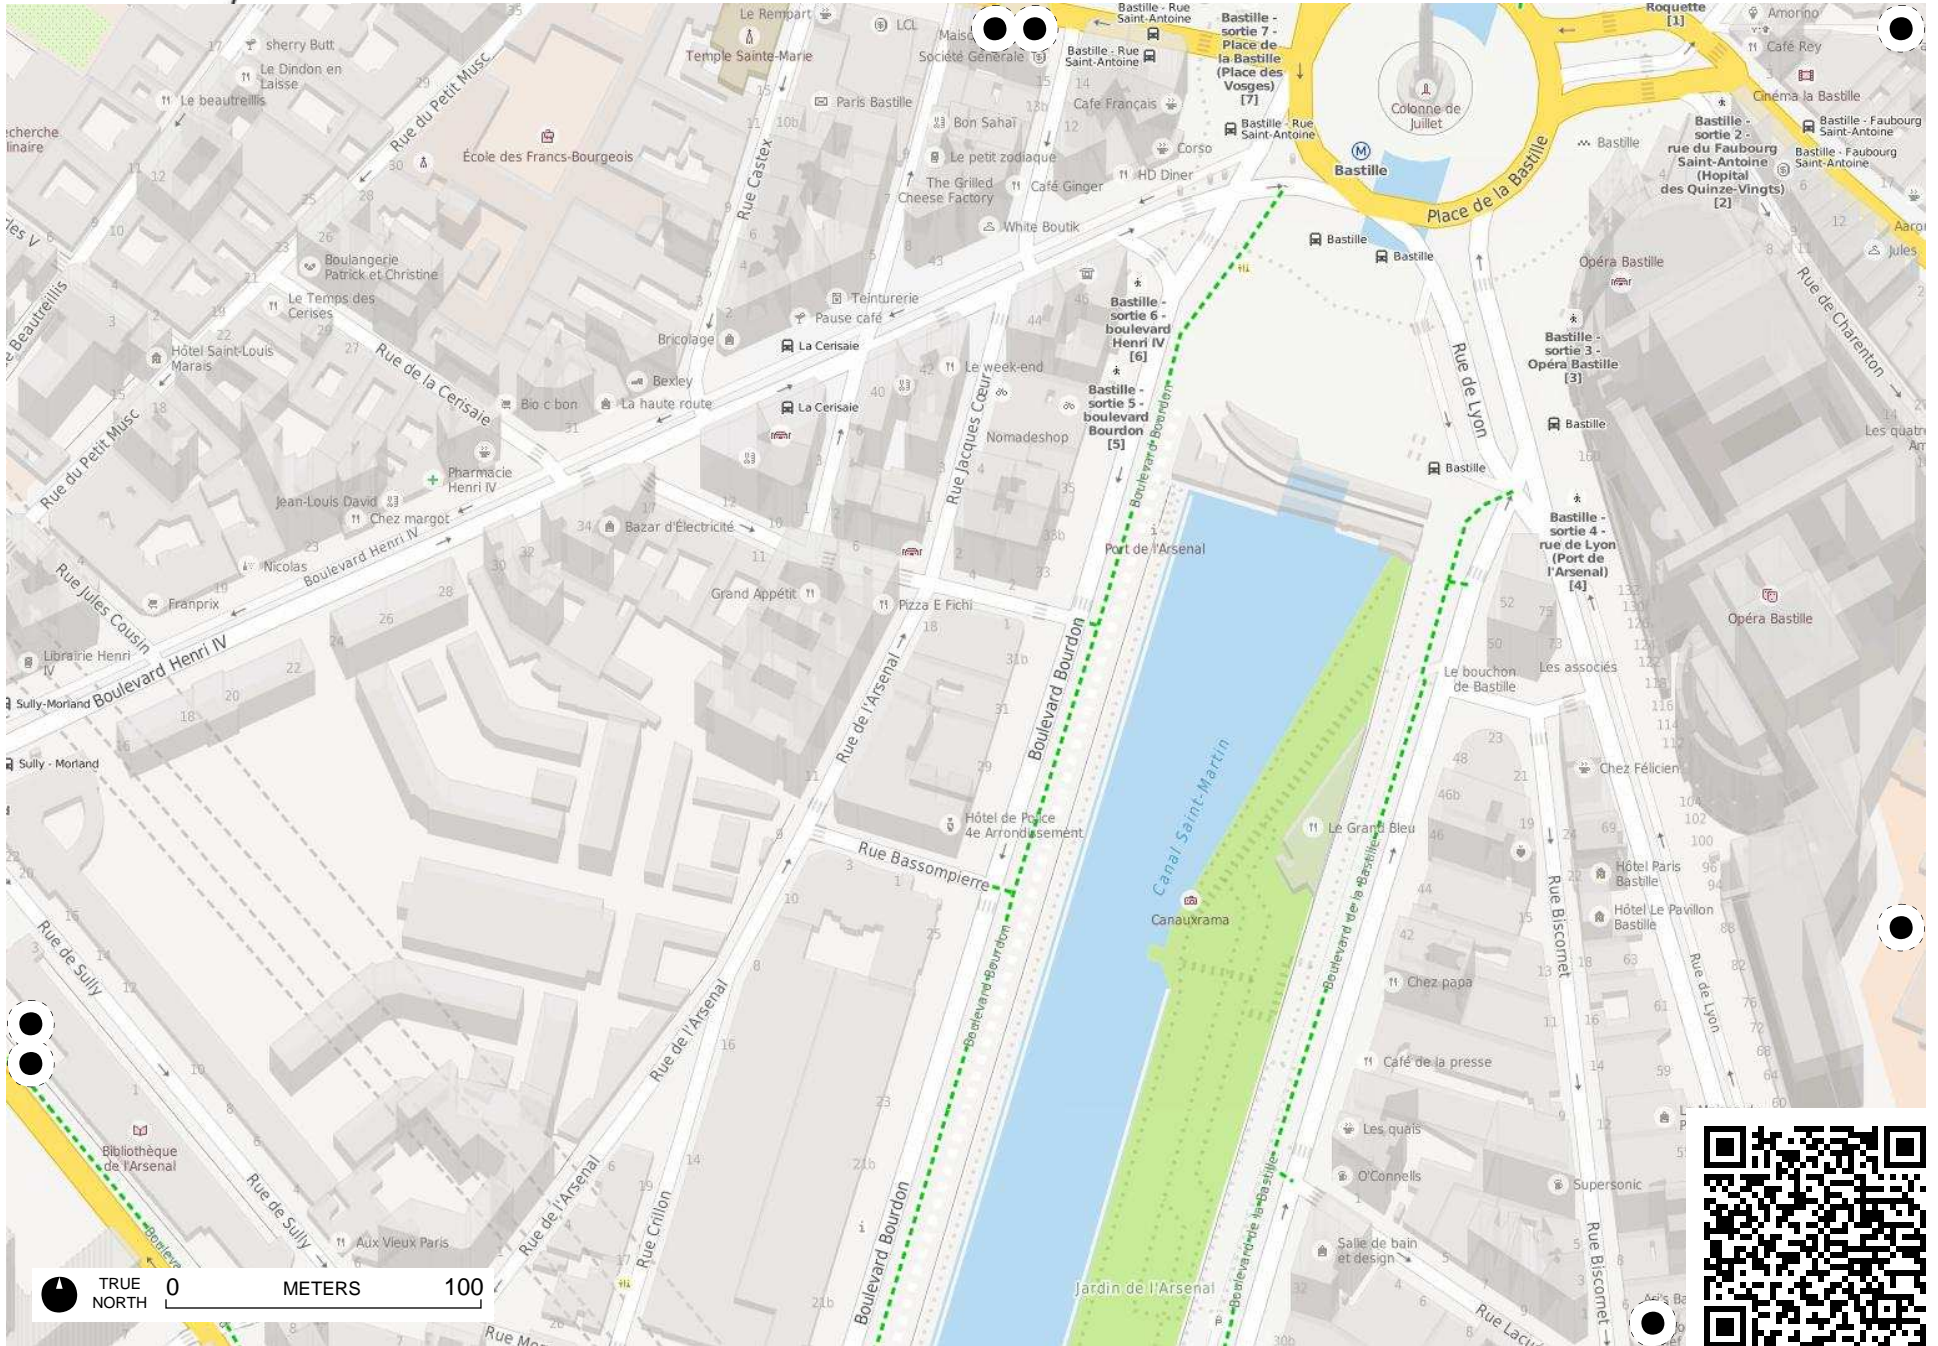 Le Rempart
LCL
Société Générale
Temple Sainte-Marie
Bastille - Rue
Saint-Antoine
Bastille - Rue
Saint-Antoine
Bastille -
sortie 7 -
Place de
la Bastille
(Place des
Vosges)
[7]
Roquette
[1]
Amorino
Café Rey
Cinéma la Bastille
sherry Butt
Le Dindon en
Laisse
Le beautreillis
Rue du Petit Musc
École des Francs-Bourgeois
Paris Bastille
Bon Sahaï
Le petit zodiaque
The Grilled
Cheese Factory
Café Ginger
Cafe Français
Corso
HD Diner
White Boutik
Bastille - Rue
Saint-Antoine
Colonne de
Juillet
Bastille
Place de la Bastille
Bastille
Bastille -
sortie 2 -
rue du Faubourg
Saint-Antoine
(Hopital
des Quinze-Vingts)
[2]
Bastille - Faubourg
Saint-Antoine
Bastille - Faubourg
Saint-Antoine
Jules
Rue Castex
Boulangerie
Patrick et Christine
Le Temps des
Cerises
Hôtel Saint-Louis
Marais
Teinturerie
Pause café
Bricolage
La Cerisaie
La Cerisaie
Bastille
Bastille
Opéra Bastille
Rue de Charenton
Bastille -
sortie 6 -
boulevard
Henri IV
[6]
Bastille -
sortie 5 -
boulevard
Bourdon
[5]
Bastille -
sortie 3 -
Opéra Bastille
[3]
Bastille
Rue de Lyon
Rue de la Cerisaie
Bexley
Bio c bon
La haute route
Le week-end
Nomadeshop
Rue Jacques Cœur
Boulevard Bourdon
Rue du Petit Musc
Pharmacie
Henri IV
Jean-Louis David
Chez margot
Bazar d'Électricité
Boulevard Henri IV
Nicolas
Franprix
Rue Jules Cousin
Librairie Henri
IV
Sully-Morland
Boulevard Henri IV
Sully - Morland
Grand Appétit
Pizza E Fichi
Port de l'Arsenal
Bastille
Bastille -
sortie 4 -
rue de Lyon
(Port de
l'Arsenal)
[4]
Opéra Bastille
Le bouchon
de Bastille
Les associés
Chez Félicien
Rue de l'Arsenal
Boulevard Bourdon
Hôtel de Police
4e Arrondissement
Rue Bassompierre
Canal Saint-Martin
Le Grand Bleu
Canauxrama
Boulevard de la Bastille
Hôtel Paris
Bastille
Hôtel Le Pavillon
Bastille
Rue Biscornet
Rue de Lyon
Chez papa
Café de la presse
Les quais
O'Connells
Supersonic
Salle de bain
et design
Rue Biscornet
Rue de Sully
Rue de l'Arsenal
Boulevard Bourdon
Bibliothèque
de l'Arsenal
Rue de Sully
Aux Vieux Paris
Rue de l'Arsenal
Rue Crillon
Boulevard Bourdon
Jardin de l'Arsenal
Boulevard de la Bastille
TRUE
NORTH
0 METERS 100